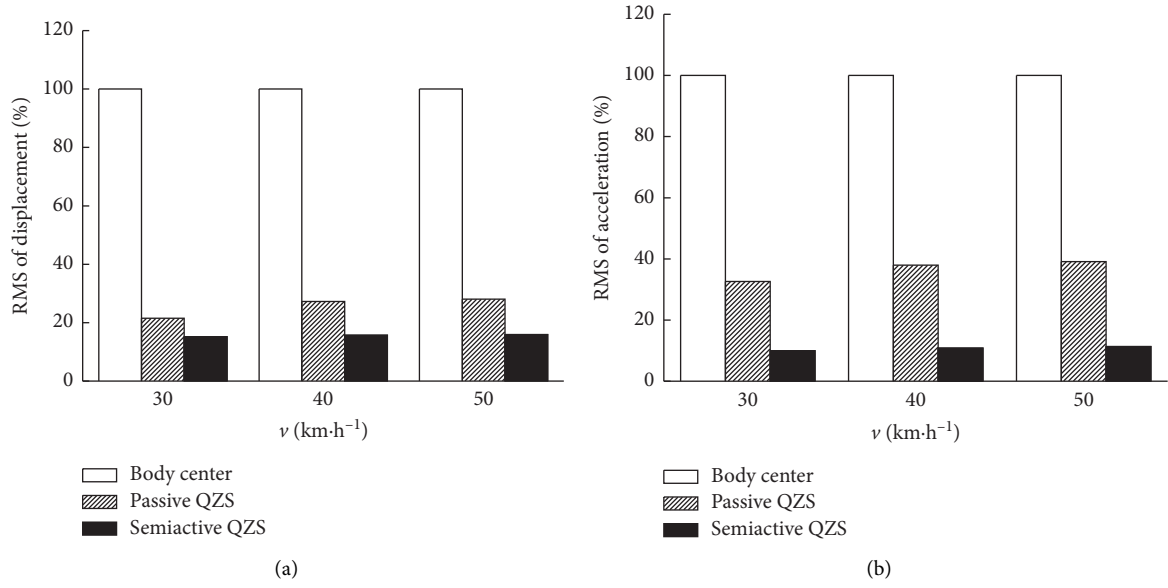 120
100
80
60
40
20
0
RMS of displacement (%)
30 40 50
v (km·h⁻¹)
Body center
Passive QZS
Semiactive QZS
(a)
120
100
80
60
40
20
0
RMS of acceleration (%)
30 40 50
v (km·h⁻¹)
Body center
Passive QZS
Semiactive QZS
(b)